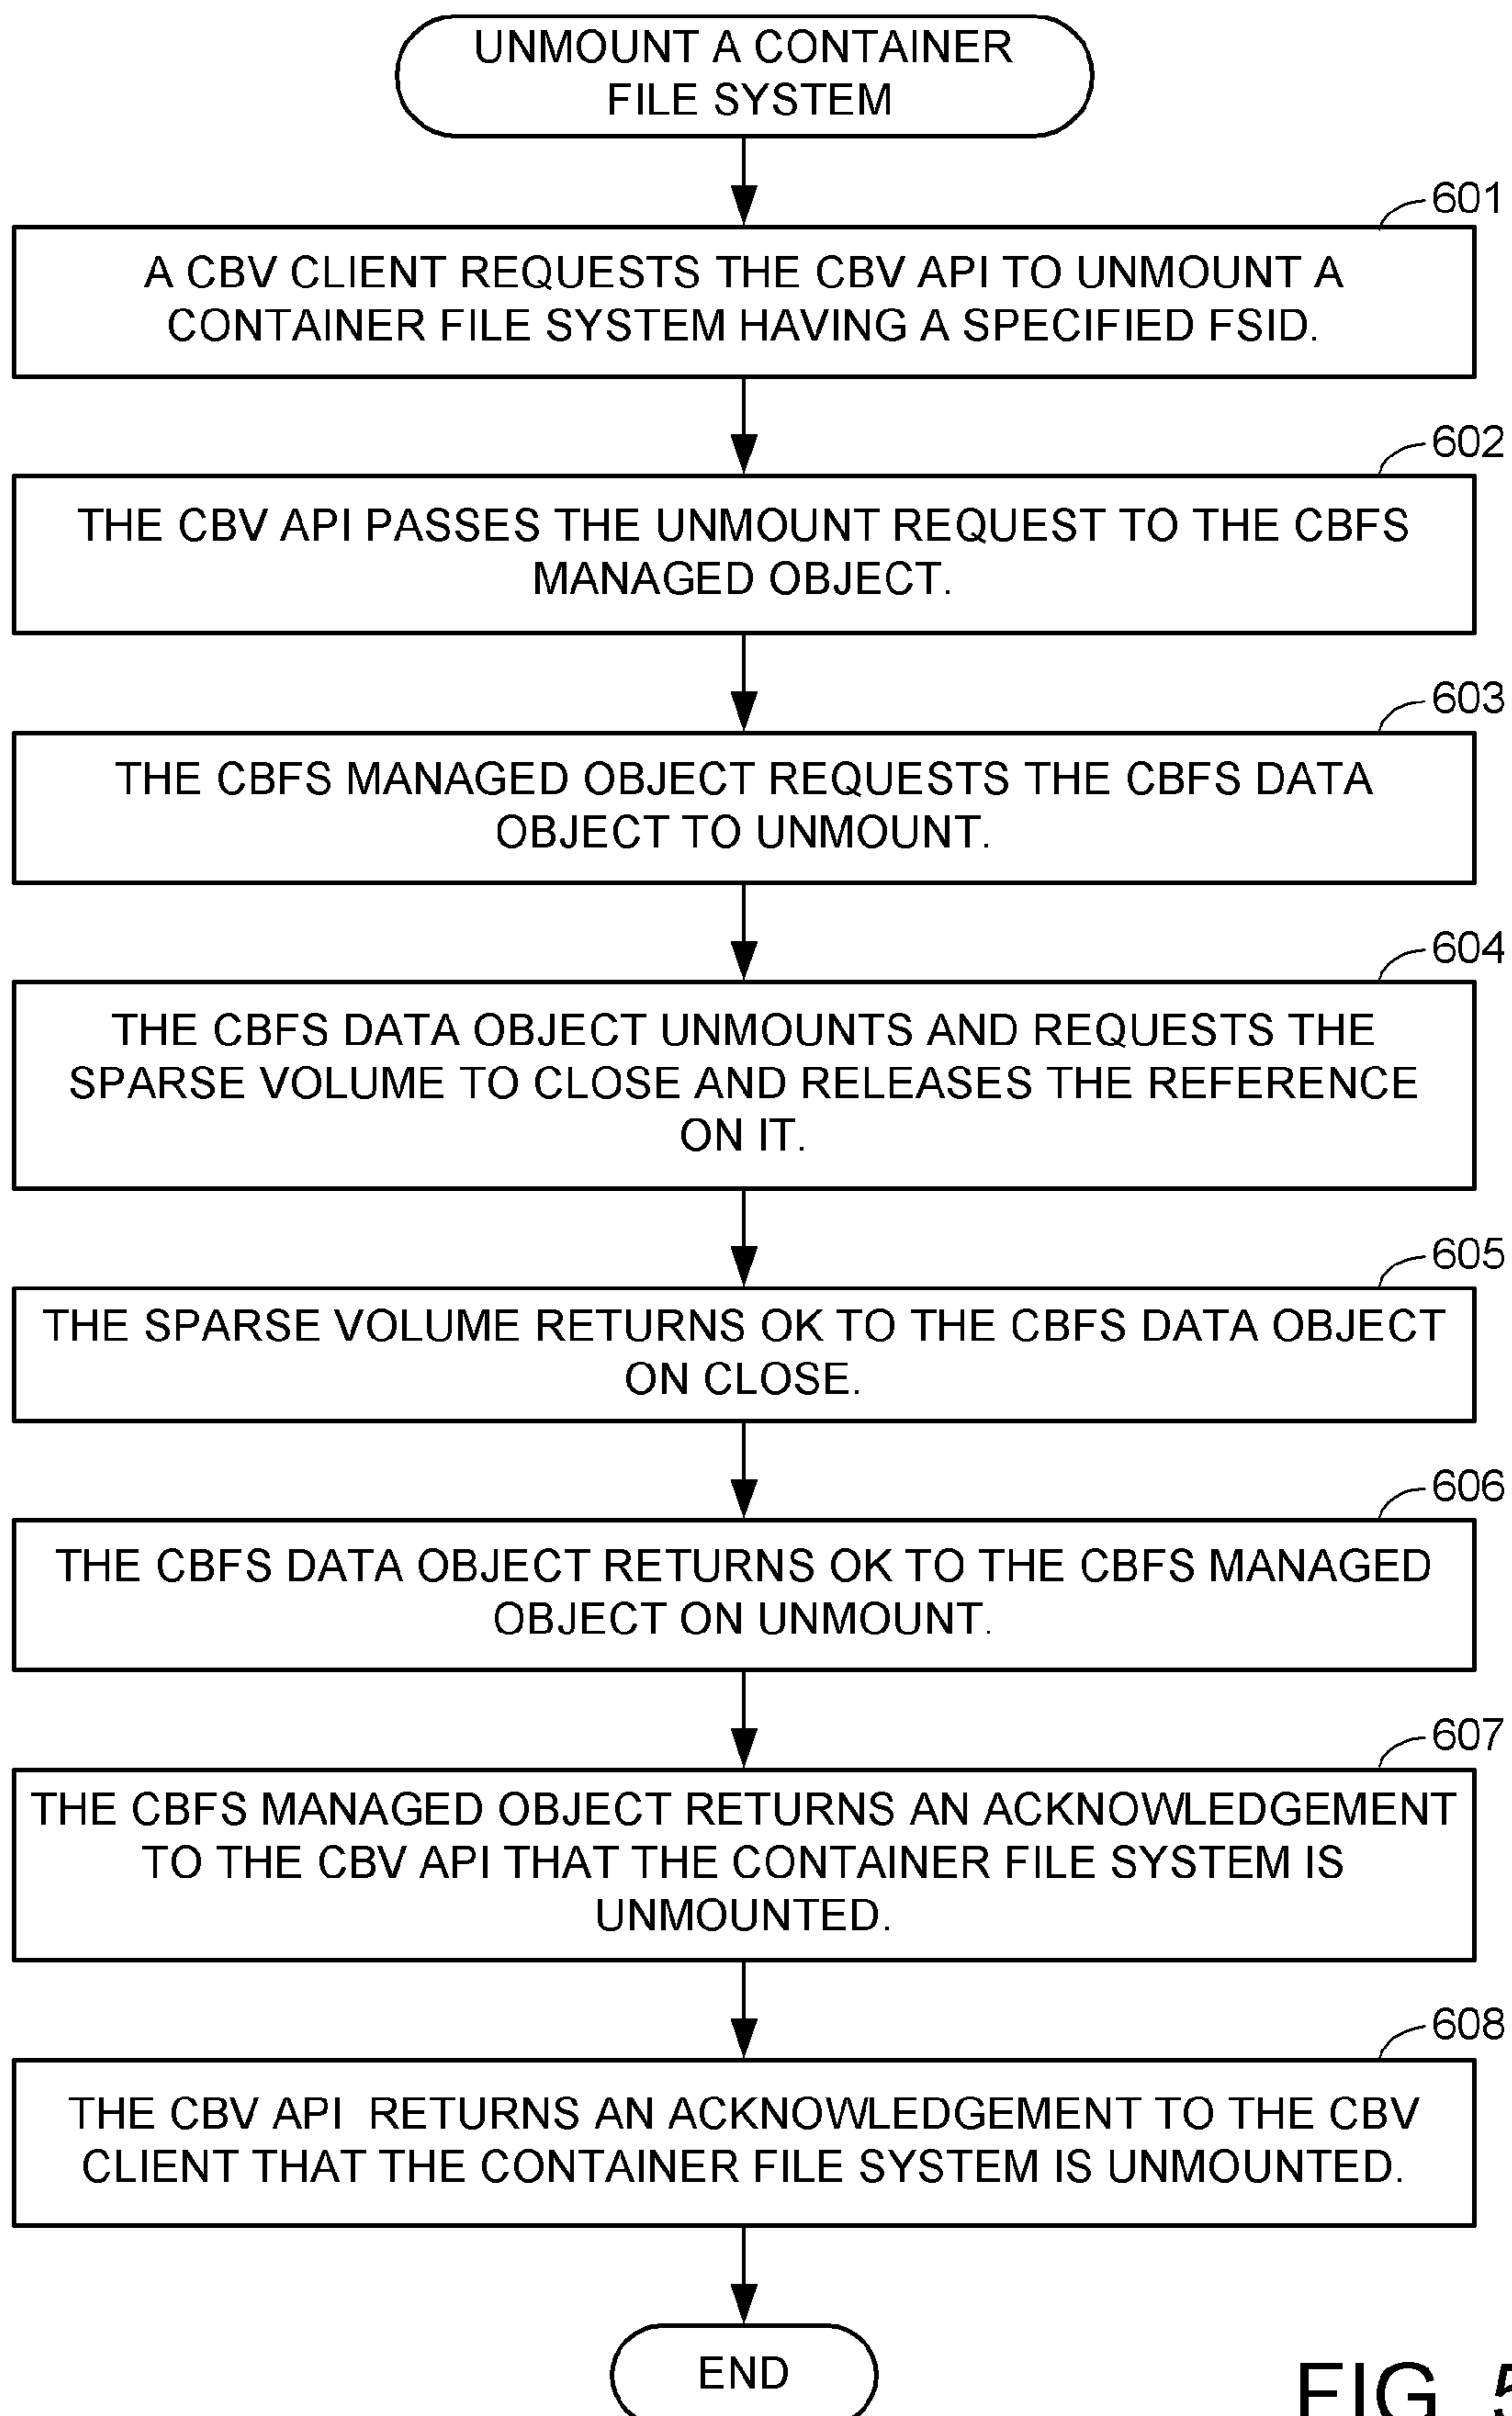 UNMOUNT A CONTAINER
FILE SYSTEM
601
A CBV CLIENT REQUESTS THE CBV API TO UNMOUNT A
CONTAINER FILE SYSTEM HAVING A SPECIFIED FSID.
602
THE CBV API PASSES THE UNMOUNT REQUEST TO THE CBFS
MANAGED OBJECT.
603
THE CBFS MANAGED OBJECT REQUESTS THE CBFS DATA
OBJECT TO UNMOUNT.
604
THE CBFS DATA OBJECT UNMOUNTS AND REQUESTS THE
SPARSE VOLUME TO CLOSE AND RELEASES THE REFERENCE
ON IT.
605
THE SPARSE VOLUME RETURNS OK TO THE CBFS DATA OBJECT
ON CLOSE.
606
THE CBFS DATA OBJECT RETURNS OK TO THE CBFS MANAGED
OBJECT ON UNMOUNT.
607
THE CBFS MANAGED OBJECT RETURNS AN ACKNOWLEDGEMENT
TO THE CBV API THAT THE CONTAINER FILE SYSTEM IS
UNMOUNTED.
608
THE CBV API RETURNS AN ACKNOWLEDGEMENT TO THE CBV
CLIENT THAT THE CONTAINER FILE SYSTEM IS UNMOUNTED.
END
FIG. 5